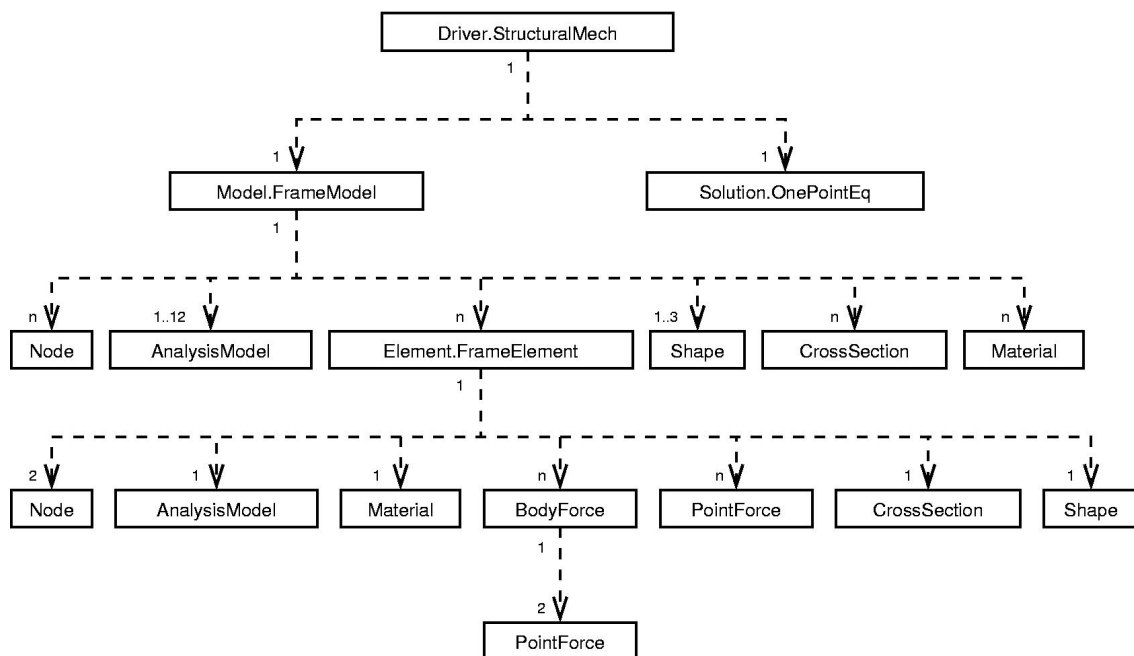 Driver.StructuralMech
1
1 1
Model.FrameModel Solution.OnePointEq
1
n 1..12 n 1..3 n n
Node AnalysisModel Element.FrameElement Shape CrossSection Material
1
2 1 1 n n 1 1
Node AnalysisModel Material BodyForce PointForce CrossSection Shape
1
2
PointForce